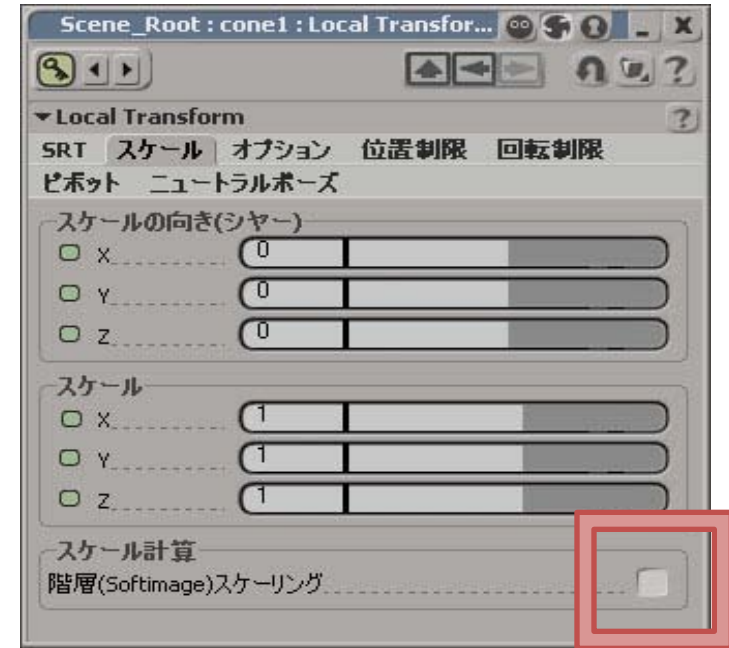 Scene_Root : cone1 : Loc al Transfor...
Local Transform
SRT スケール オプション 位置制限 回転制限
ピボット ニュートラルポーズ
スケールの向き(シヤー)
X 0
Y 0
Z 0
スケール
X 1
Y 1
Z 1
スケール計算
階層(Softimage)スケーリング